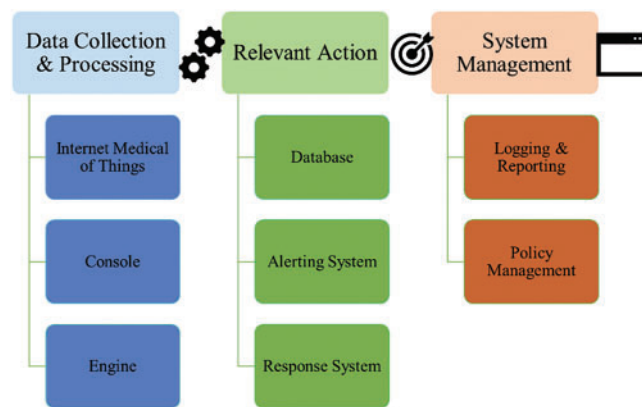 Data Collection
& Processing
Internet Medical
of Things
Console
Engine
Relevant Action
Database
Alerting System
Response System
System
Management
Logging &
Reporting
Policy
Management